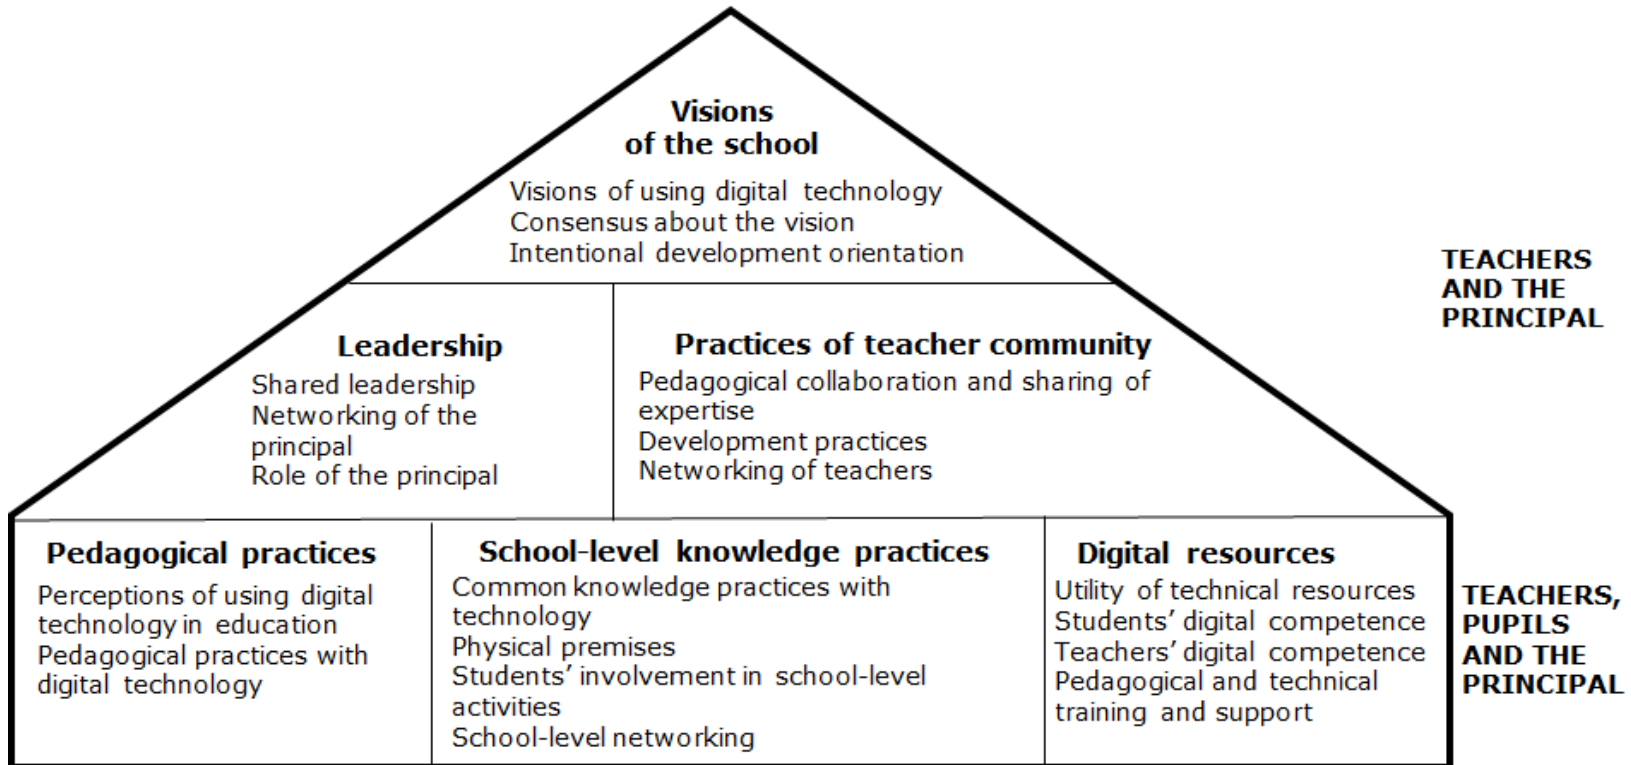 Visions
of the school
Visions of using digital technology
Consensus about the vision
Intentional development orientation
TEACHERS
AND THE
PRINCIPAL
Leadership
Shared leadership
Networking of the
principal
Role of the principal
Practices of teacher community
Pedagogical collaboration and sharing of
expertise
Development practices
Networking of teachers
Pedagogical practices
Perceptions of using digital
technology in education
Pedagogical practices with
digital technology
School-level knowledge practices
Common knowledge practices with
technology
Physical premises
Students’ involvement in school-level
activities
School-level networking
Digital resources
Utility of technical resources
Students’ digital competence
Teachers’ digital competence
Pedagogical and technical
training and support
TEACHERS,
PUPILS
AND THE
PRINCIPAL